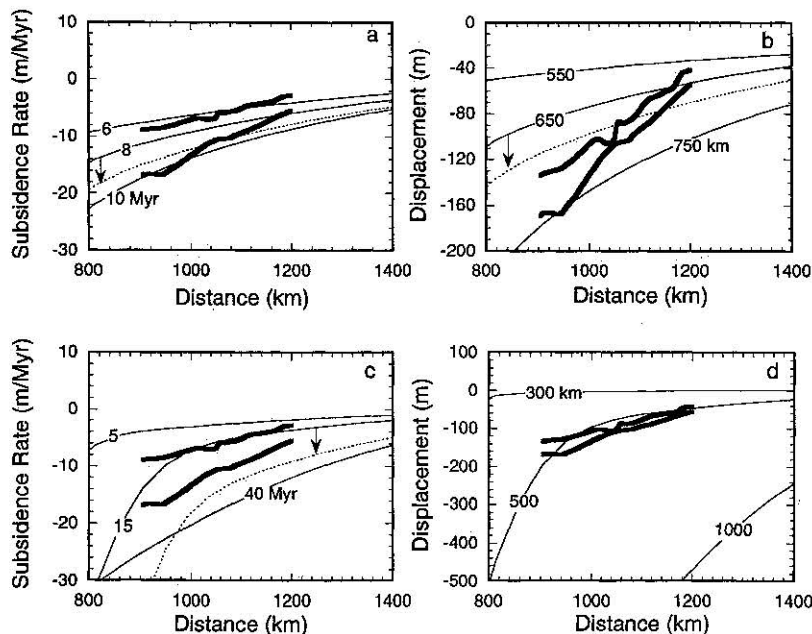 a
Subsidence Rate (m/Myr)
10
0
-10
-20
-30
6
8
10 Myr
800 1000 1200 1400
Distance (km)
b
Displacement (m)
0
-40
-80
-120
-160
-200
550
650
750 km
800 1000 1200 1400
Distance (km)
c
Subsidence Rate (m/Myr)
10
0
-10
-20
-30
5
15
40 Myr
800 1000 1200 1400
Distance (km)
d
Displacement (m)
100
0
-100
-200
-300
-400
-500
300 km
500
1000
800 1000 1200 1400
Distance (km)